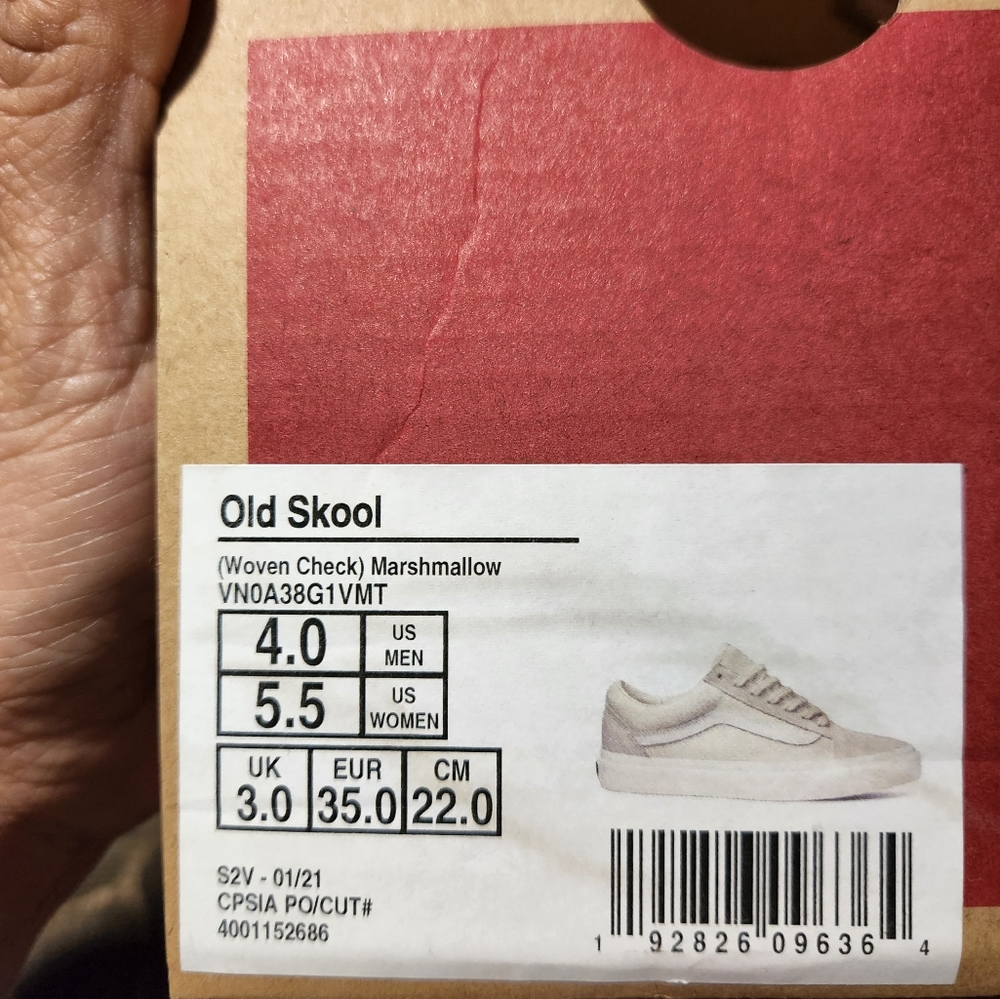 Old Skool
(Woven Check) Marshmallow
VN0A38G1VMT
4.0 US MEN
5.5 US WOMEN
UK EUR CM
3.0 35.0 22.0
S2V - 01/21
CPSIA PO/CUT#
4001152686
1 92826 09636 4